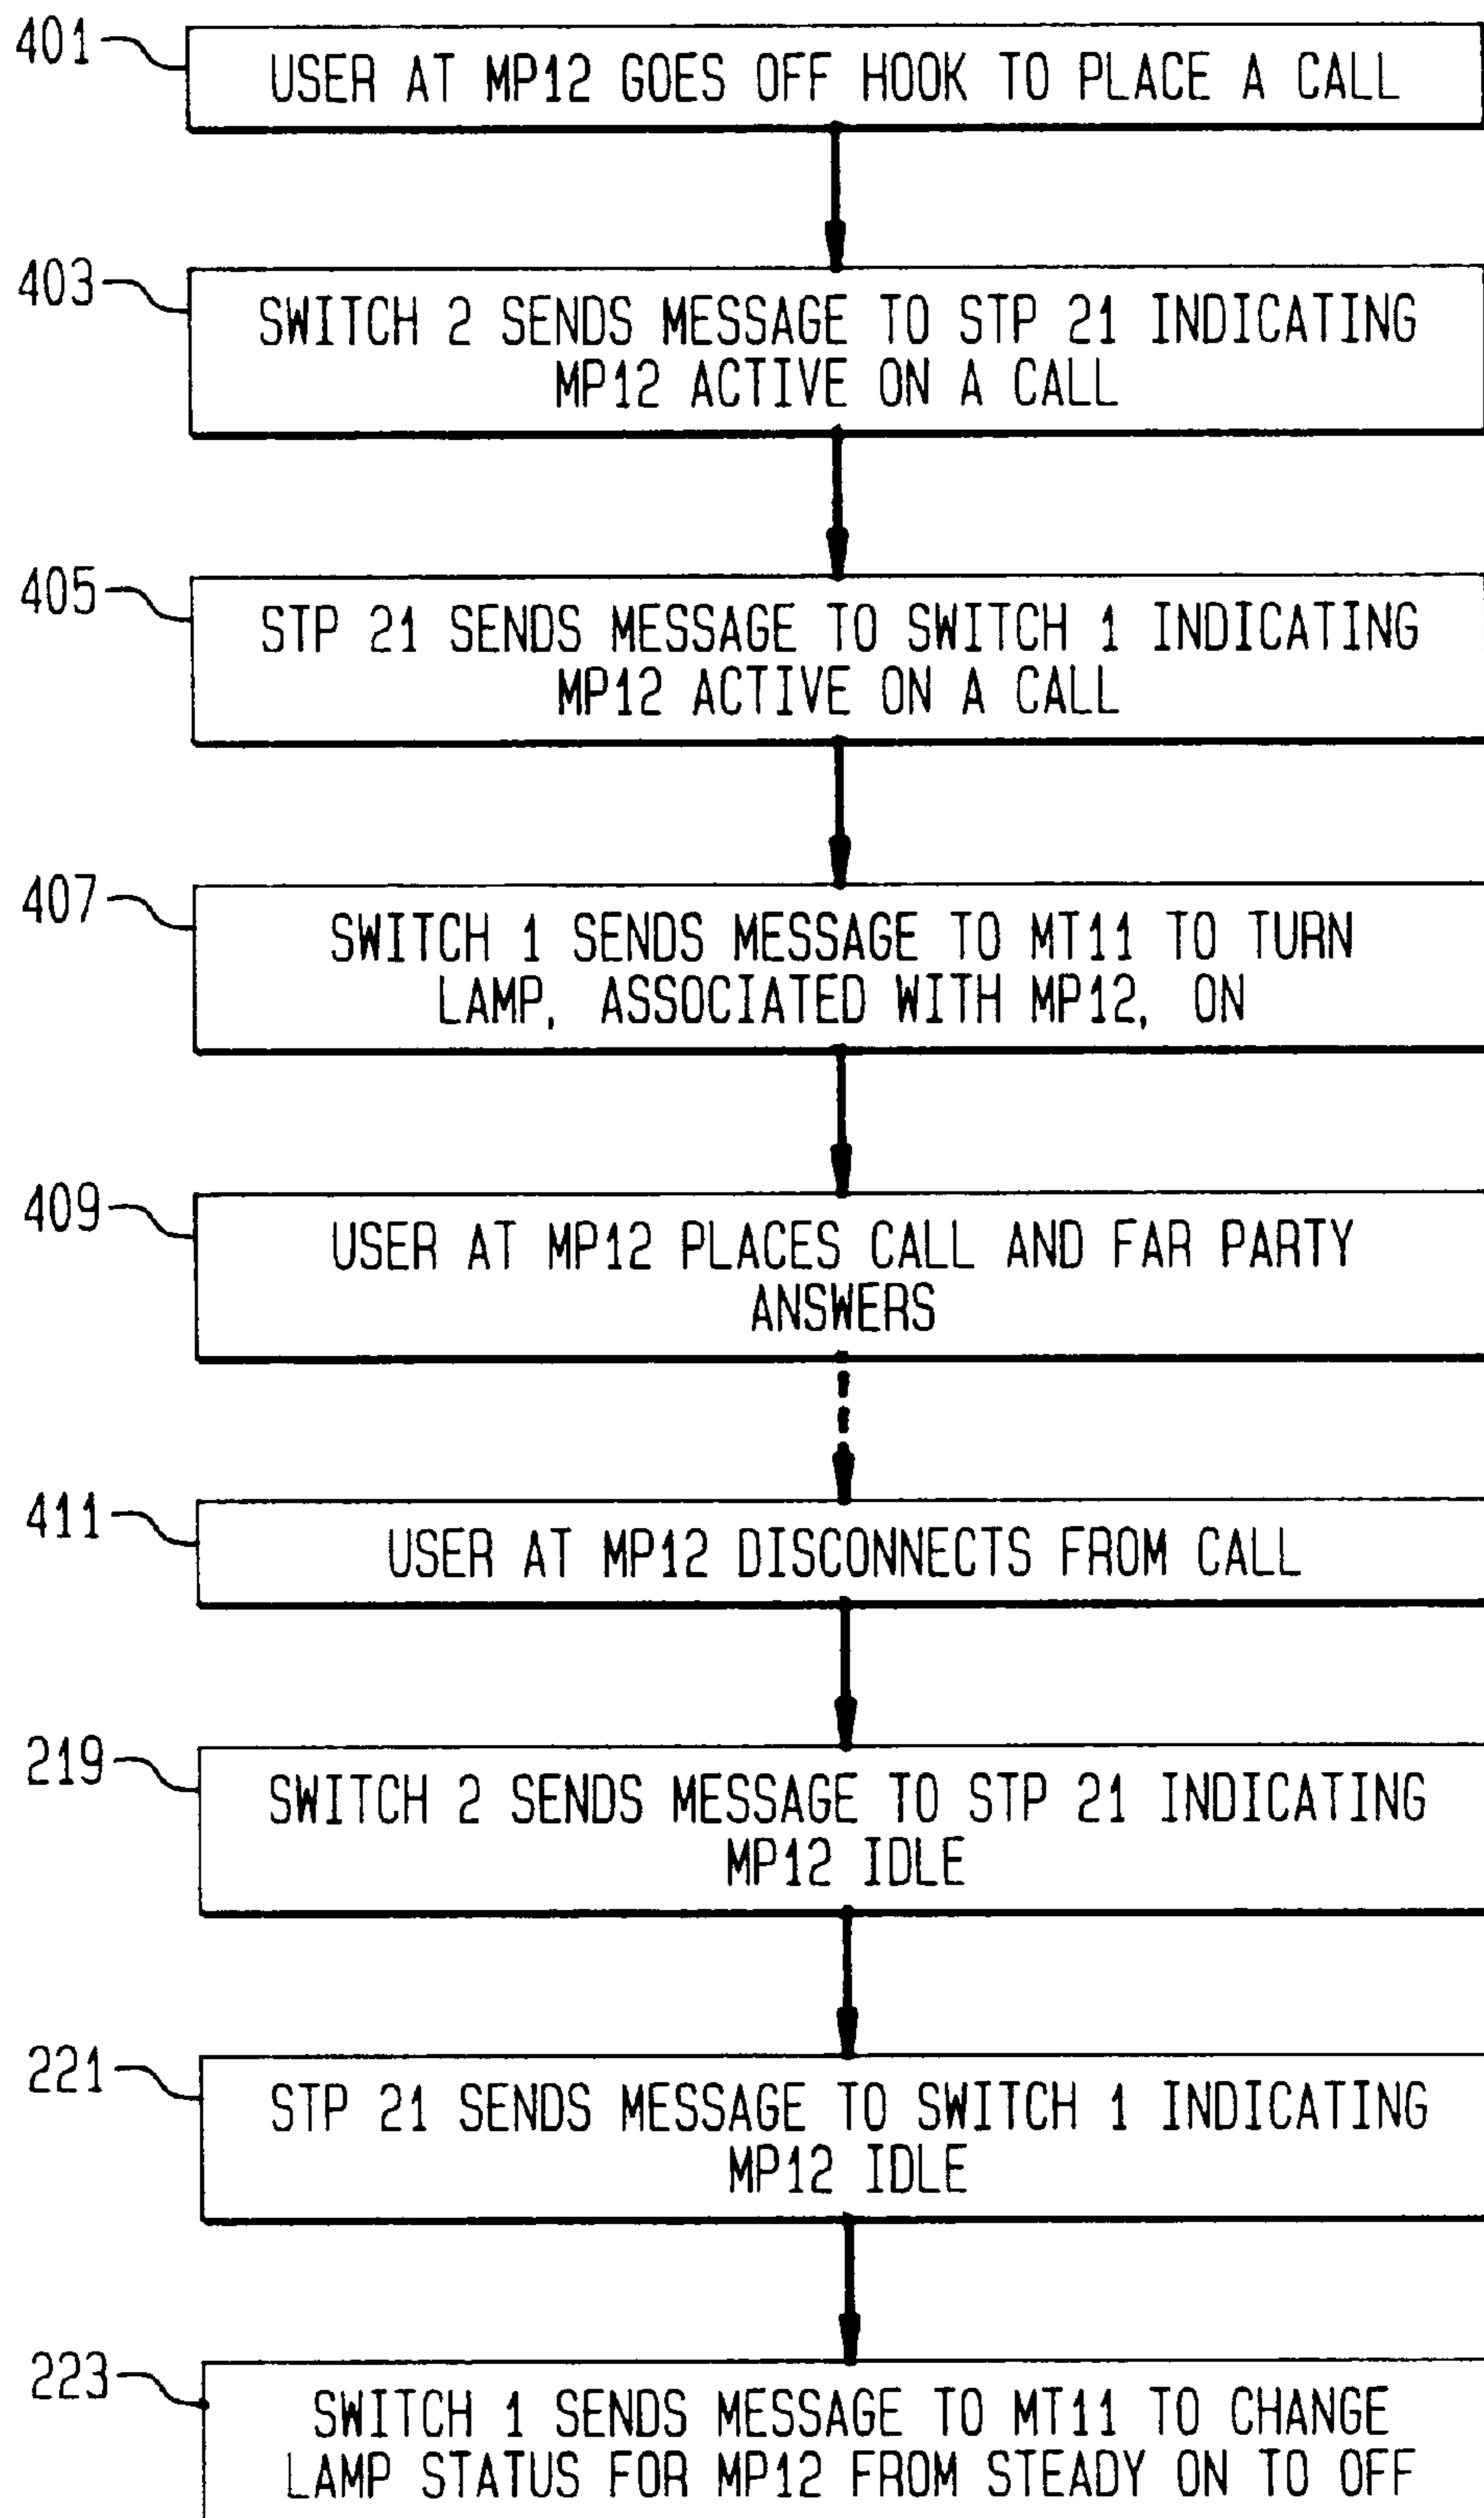 401
USER AT MP12 GOES OFF HOOK TO PLACE A CALL
403
SWITCH 2 SENDS MESSAGE TO STP 21 INDICATING
MP12 ACTIVE ON A CALL
405
STP 21 SENDS MESSAGE TO SWITCH 1 INDICATING
MP12 ACTIVE ON A CALL
407
SWITCH 1 SENDS MESSAGE TO MT11 TO TURN
LAMP, ASSOCIATED WITH MP12, ON
409
USER AT MP12 PLACES CALL AND FAR PARTY
ANSWERS
411
USER AT MP12 DISCONNECTS FROM CALL
219
SWITCH 2 SENDS MESSAGE TO STP 21 INDICATING
MP12 IDLE
221
STP 21 SENDS MESSAGE TO SWITCH 1 INDICATING
MP12 IDLE
223
SWITCH 1 SENDS MESSAGE TO MT11 TO CHANGE
LAMP STATUS FOR MP12 FROM STEADY ON TO OFF